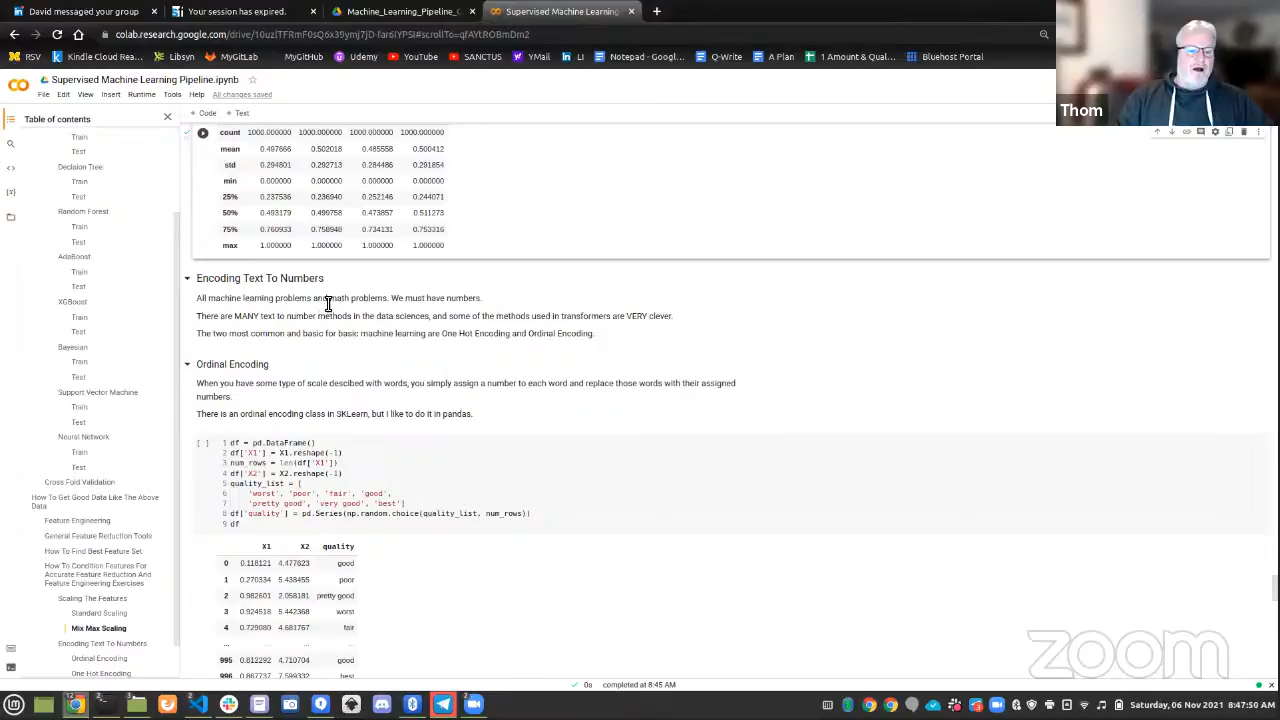 David messaged your group
Your session has expired.
Machine_Learning_Pipeline_C
Supervised Machine Learning
colab.research.google.com/drive/
RSV
Kindle Cloud Rea...
Libsyn
MyGitLab
MyGitHub
Udemy
YouTube
SANCTUS
YMail
LI
Notepad - Googl...
Q-Write
A Plan
1 Amount & Qual...
Bluehost Portal
Supervised Machine Learning Pipeline.ipynb
File Edit View Insert Runtime Tools Help All changes saved
Thom
Table of contents
+ Code + Text
Train
Test
Decision Tree
Train
Test
Random Forest
Train
Test
AdaBoost
Train
Test
XGBoost
Train
Test
Bayesian
Train
Test
Support Vector Machine
Train
Test
Neural Network
Train
Test
Cross Fold Validation
How To Get Good Data Like The Above
Data
Feature Engineering
General Feature Reduction Tools
How To Find Best Feature Set
How To Condition Features For
Accurate Feature Reduction And
Feature Engineering Exercises
Scaling The Features
Standard Scaling
Mix Max Scaling
Encoding Text To Numbers
Ordinal Encoding
One Hot Encoding
count 1000.000000 1000.000000 1000.000000 1000.000000
mean 0.497666 0.502018 0.485558 0.500412
std 0.294801 0.292713 0.284486 0.291854
min 0.000000 0.000000 0.000000 0.000000
25% 0.237536 0.236940 0.252146 0.244071
50% 0.493179 0.499758 0.473857 0.511273
75% 0.760933 0.758948 0.734131 0.753316
max 1.000000 1.000000 1.000000 1.000000
Encoding Text To Numbers
All machine learning problems are math problems. We must have numbers.
There are MANY text to number methods in the data sciences, and some of the methods used in transformers are VERY clever.
The two most common and basic for basic machine learning are One Hot Encoding and Ordinal Encoding.
Ordinal Encoding
When you have some type of scale descibed with words, you simply assign a number to each word and replace those words with their assigned
numbers.
There is an ordinal encoding class in SKLearn, but I like to do it in pandas.
[ ] 1 df = pd.DataFrame()
2 df['X1'] = X1.reshape(-1)
3 num_rows = len(df['X1'])
4 df['X2'] = X2.reshape(-1)
5 quality_list = [
6 'worst', 'poor', 'fair', 'good',
7 'pretty good', 'very good', 'best']
8 df['quality'] = pd.Series(np.random.choice(quality_list, num_rows))
9 df
X1 X2 quality
0 0.118121 4.477623 good
1 0.270334 5.438455 poor
2 0.982601 2.058181 pretty good
3 0.924518 5.442368 worst
4 0.729080 4.681767 fair
... ... ... ...
995 0.812292 4.710704 good
996 0.867737 7.599332 best
zoom
0s completed at 8:45 AM
Saturday, 06 Nov 2021, 8:47:50 AM